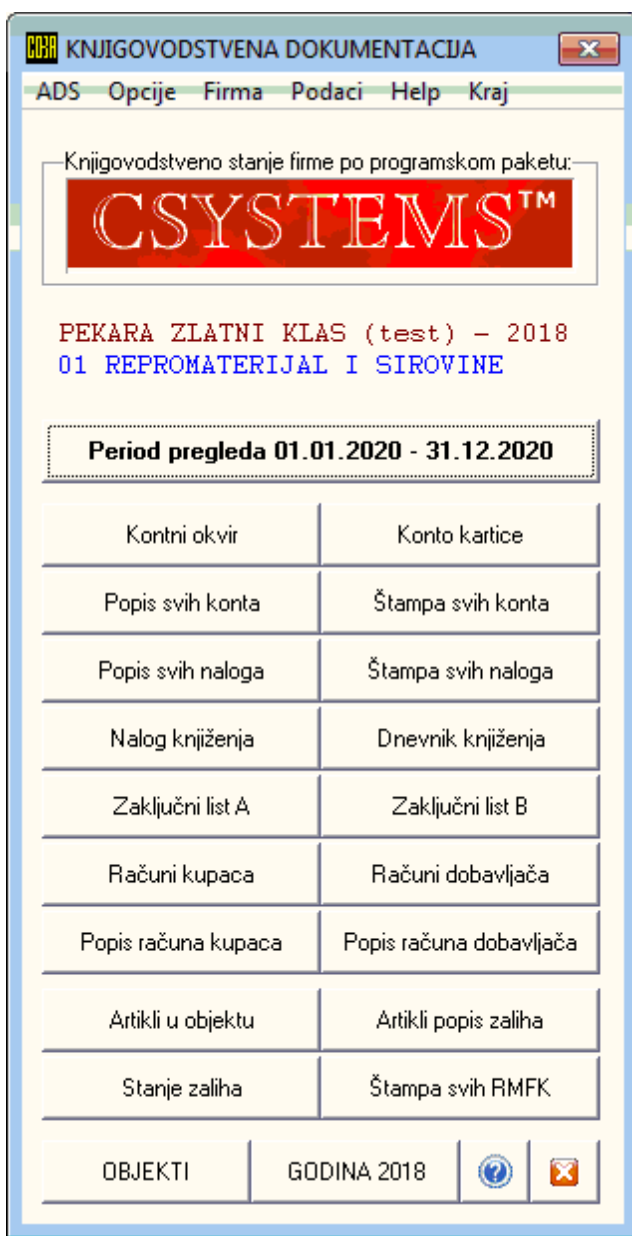 COBA KNJIGOVODSTVENA DOKUMENTACIJA
ADS Opcije Firma Podaci Help Kraj
Knjigovodstveno stanje firme po programskom paketu:
CSYSTEMS™
PEKARA ZLATNI KLAS (test) – 2018
01 REPROMATERIJAL I SIROVINE
Period pregleda 01.01.2020 - 31.12.2020
Kontni okvir Konto kartice
Popis svih konta Štampa svih konta
Popis svih naloga Štampa svih naloga
Nalog knjiženja Dnevnik knjiženja
Zaključni list A Zaključni list B
Računi kupaca Računi dobavljača
Popis računa kupaca Popis računa dobavljača
Artikli u objektu Artikli popis zaliha
Stanje zaliha Štampa svih RMFK
OBJEKTI GODINA 2018 ?